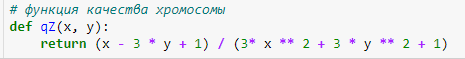 # функция качества хромосомы
def qZ(x, y):
    return (x - 3 * y + 1) / (3* x ** 2 + 3 * y ** 2 + 1)